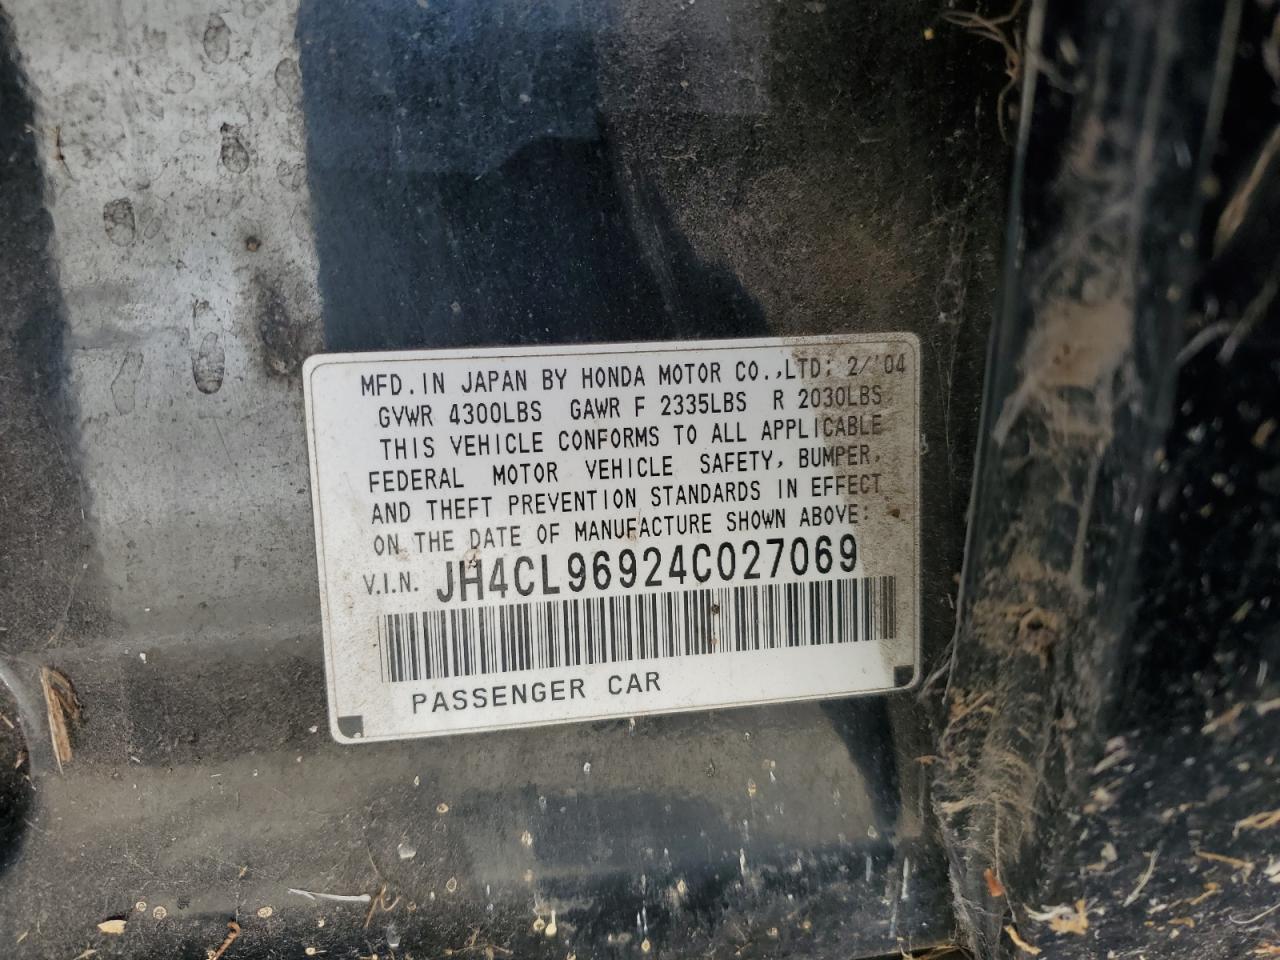 MFD. IN JAPAN BY HONDA MOTOR CO., LTD: 2/'04
GVWR 4300LBS GAWR F 2335LBS R 2030LBS
THIS VEHICLE CONFORMS TO ALL APPLICABLE
FEDERAL MOTOR VEHICLE SAFETY, BUMPER,
AND THEFT PREVENTION STANDARDS IN EFFECT
ON THE DATE OF MANUFACTURE SHOWN ABOVE:
V.I.N. JH4CL96924C027069
PASSENGER CAR